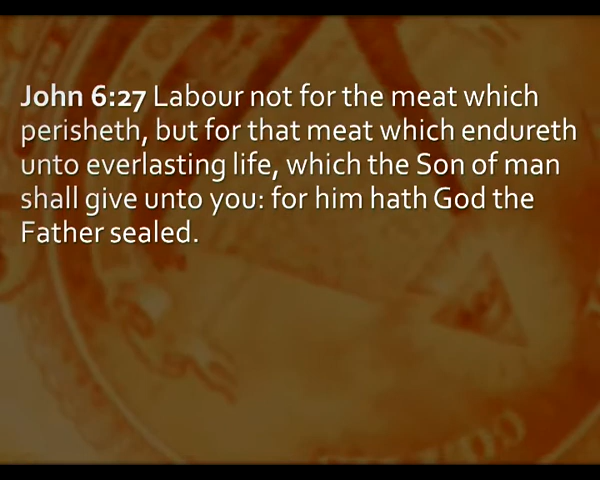 John 6:27 Labour not for the meat which
perisheth, but for that meat which endureth
unto everlasting life, which the Son of man
shall give unto you: for him hath God the
Father sealed.